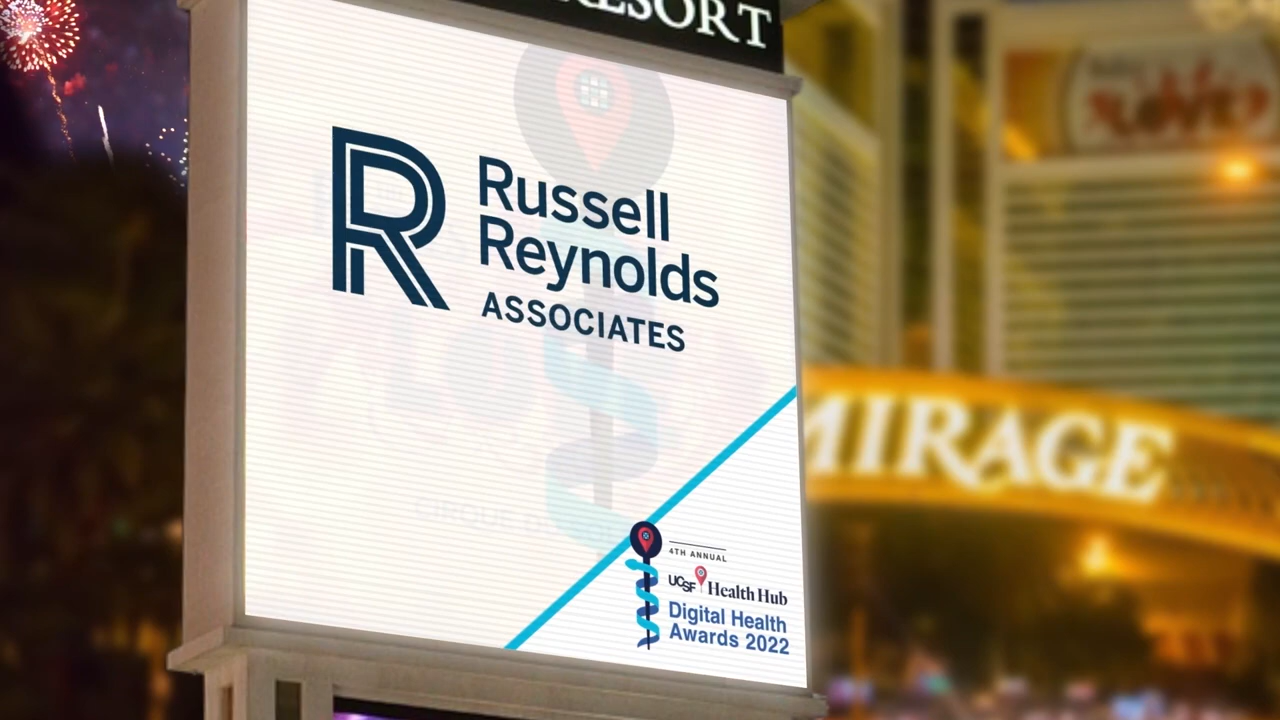 RESORT
Russell
Reynolds
ASSOCIATES
4TH ANNUAL
UCSF Health Hub
Digital Health
Awards 2022
MIRAGE